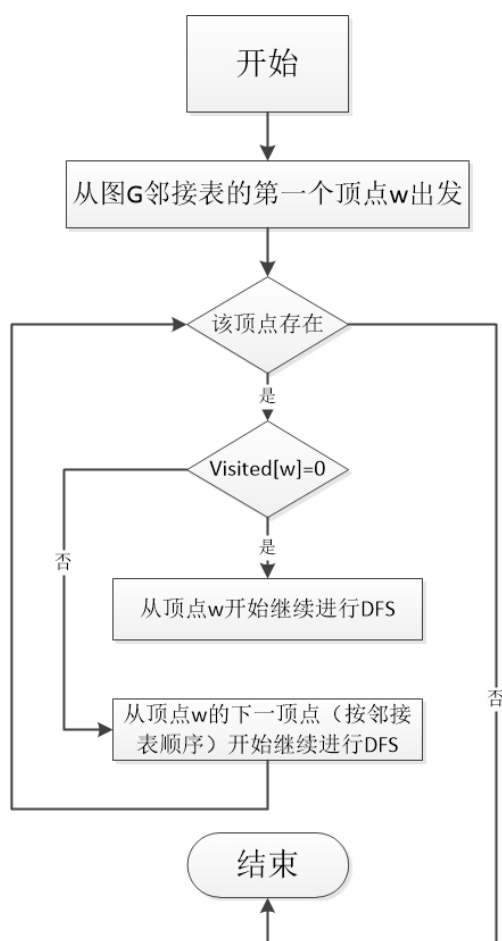 开始
从图G邻接表的第一个顶点w出发
该顶点存在
是
Visited[w]=0
是
否
从顶点w开始继续进行DFS
否
从顶点w的下一顶点（按邻接
表顺序）开始继续进行DFS
结束